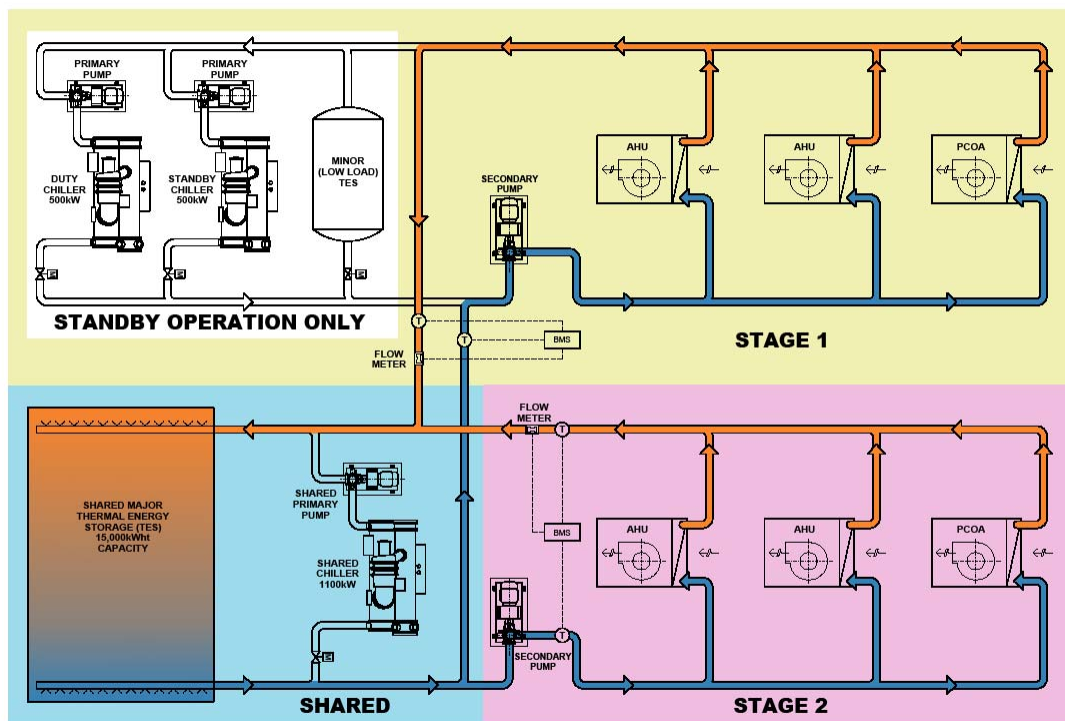 PRIMARY
PUMP
PRIMARY
PUMP
DUTY
CHILLER
500kW
STANDBY
CHILLER
500kW
MINOR
(LOW LOAD)
TES
STANDBY OPERATION ONLY
SECONDARY
PUMP
AHU
AHU
PCOA
T
T
BMS
FLOW
METER
STAGE 1
SHARED MAJOR
THERMAL ENERGY
STORAGE (TES)
15,000kWht
CAPACITY
SHARED
PRIMARY
PUMP
SHARED
CHILLER
1100kW
SHARED
FLOW
METER
T
BMS
T
SECONDARY
PUMP
AHU
AHU
PCOA
STAGE 2